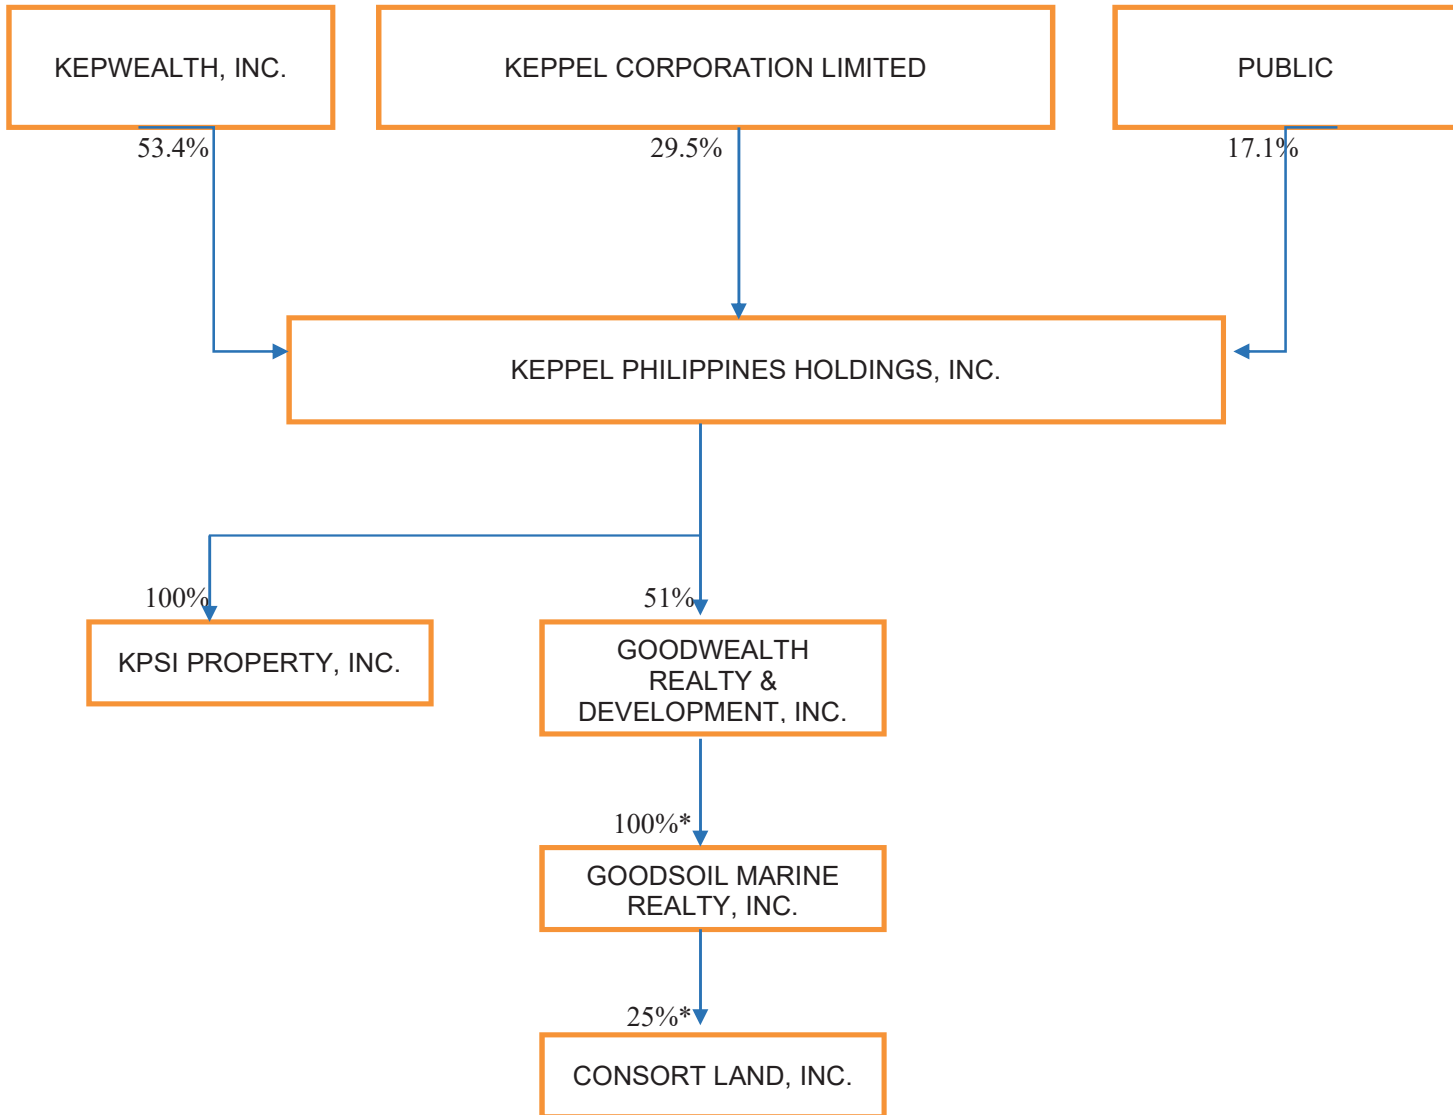 KEPWEALTH, INC.
KEPPEL CORPORATION LIMITED
PUBLIC
53.4%
29.5%
17.1%
KEPPEL PHILIPPINES HOLDINGS, INC.
100%
51%
KPSI PROPERTY, INC.
GOODWEALTH
REALTY &
DEVELOPMENT, INC.
100%*
GOODSOIL MARINE
REALTY, INC.
25%*
CONSORT LAND, INC.